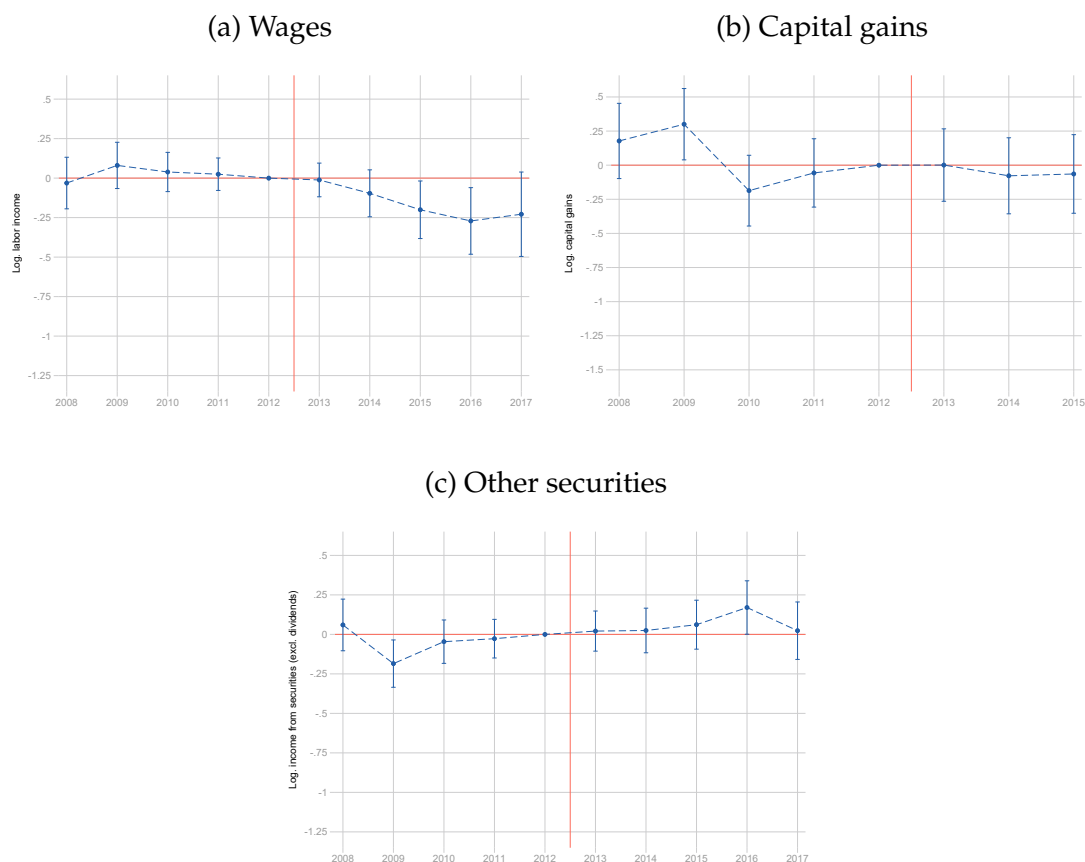 (a) Wages
.5
.25
0
-.25
-.5
-.75
-1
-1.25
Log. labor income
2008 2009 2010 2011 2012 2013 2014 2015 2016 2017
(b) Capital gains
.5
.25
0
-.25
-.5
-.75
-1
-1.25
-1.5
Log. capital gains
2008 2009 2010 2011 2012 2013 2014 2015
(c) Other securities
.5
.25
0
-.25
-.5
-.75
-1
-1.25
Log. income from securities (excl. dividends)
2008 2009 2010 2011 2012 2013 2014 2015 2016 2017